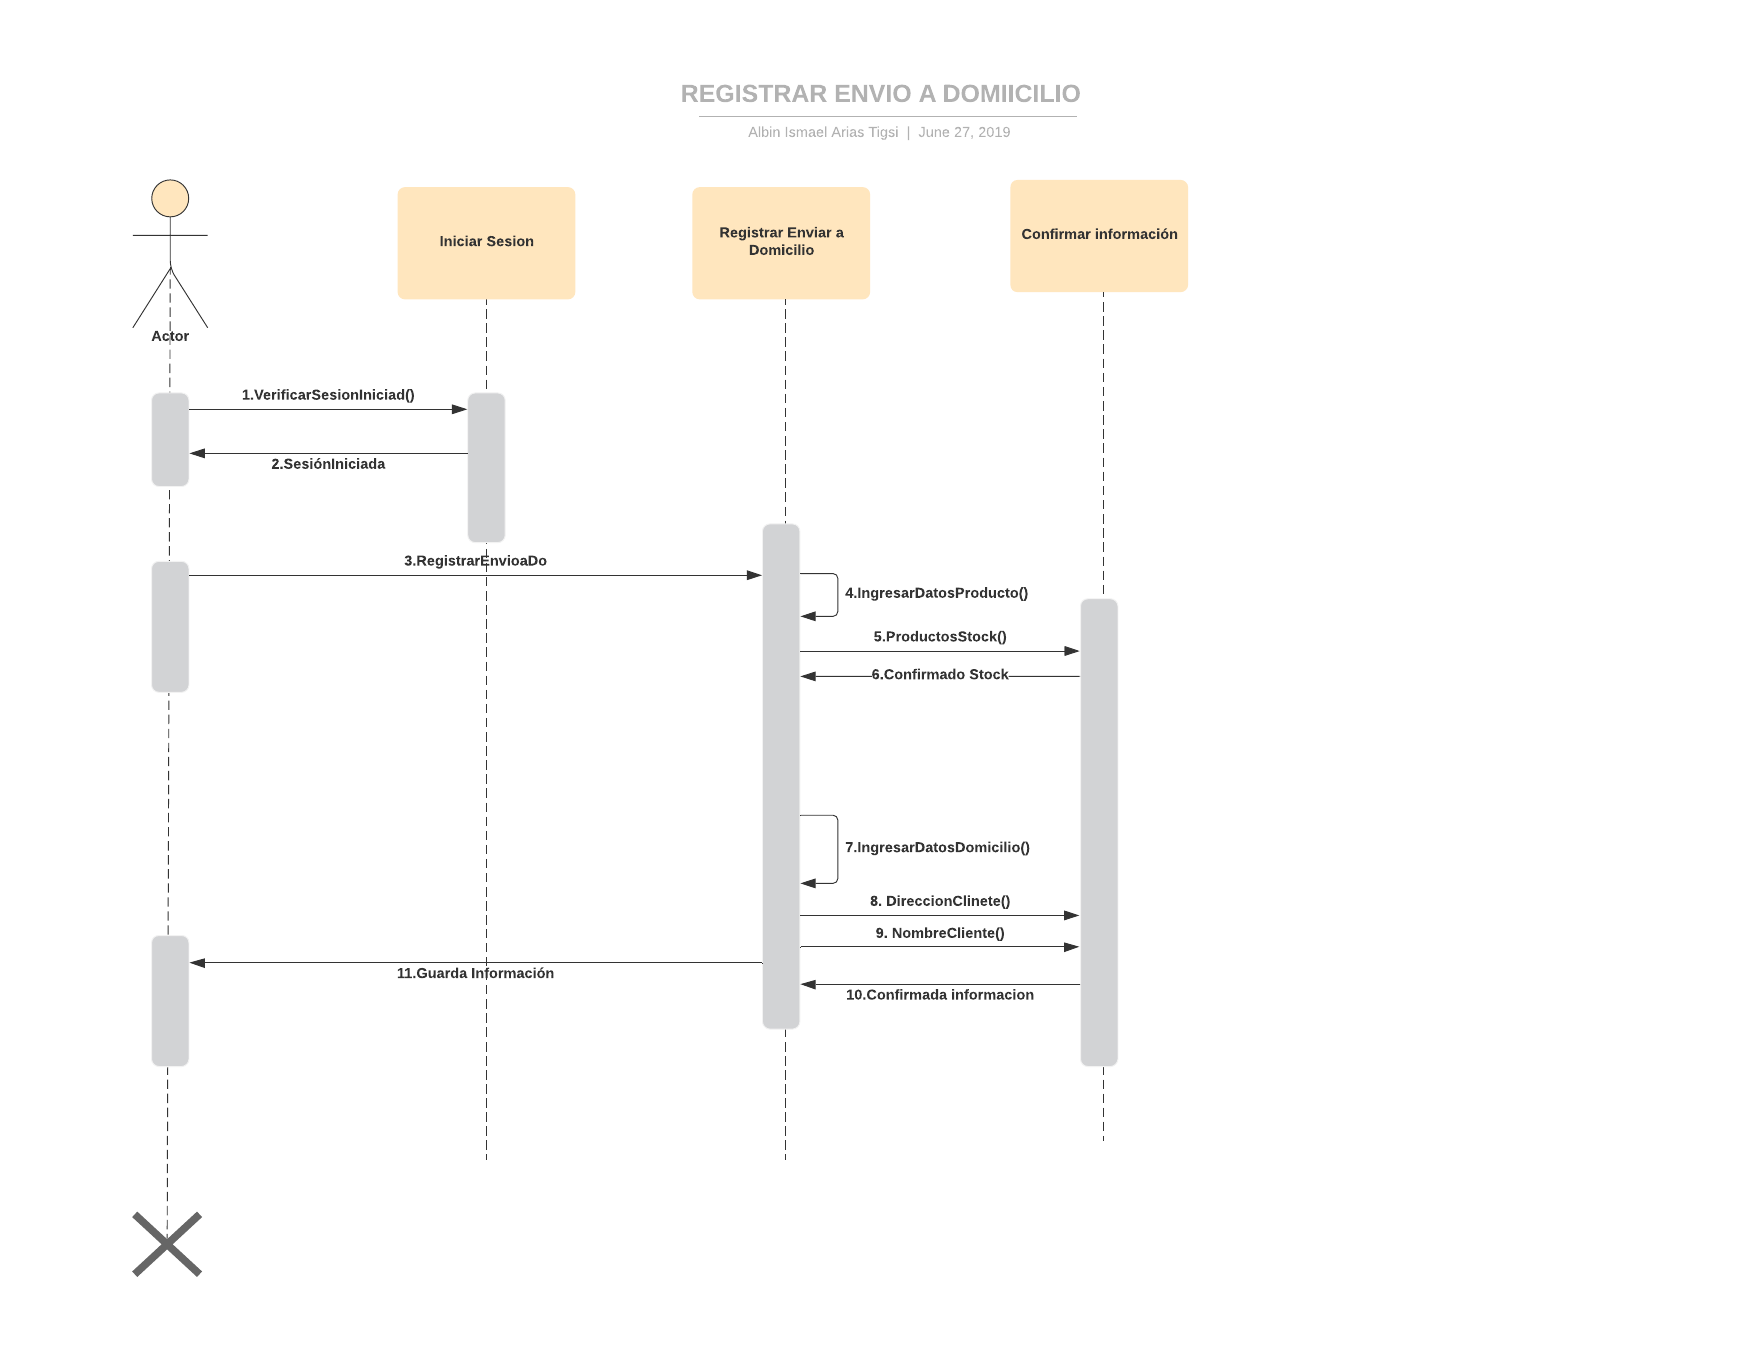 REGISTRAR ENVIO A DOMIICILIO
Albin Ismael Arias Tigsi | June 27, 2019
Actor
Iniciar Sesion
Registrar Enviar a
Domicilio
Confirmar información
1.VerificarSesionIniciad()
2.SesiónIniciada
3.RegistrarEnvioaDo
4.IngresarDatosProducto()
5.ProductosStock()
6.Confirmado Stock
7.IngresarDatosDomicilio()
8. DireccionClinete()
9. NombreCliente()
11.Guarda Información
10.Confirmada informacion